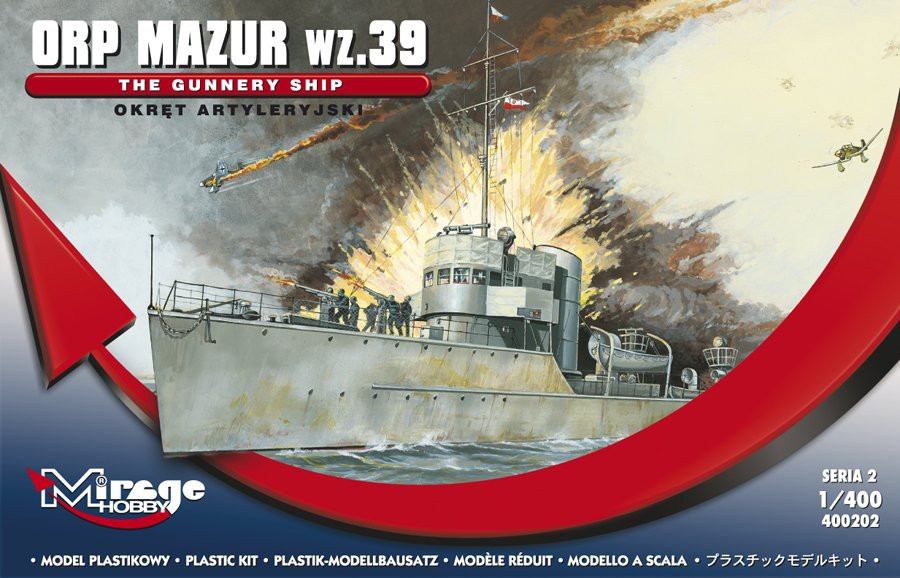 ORP MAZUR wz.39
THE GUNNERY SHIP
OKRĘT ARTYLERYJSKI
Mirage®
HOBBY
SERIA 2
1/400
400202
• MODEL PLASTIKOWY • PLASTIC KIT • PLASTIK-MODELLBAUSATZ • MODÈLE RÉDUIT • MODELLO A SCALA • プラスチックモデルキット •